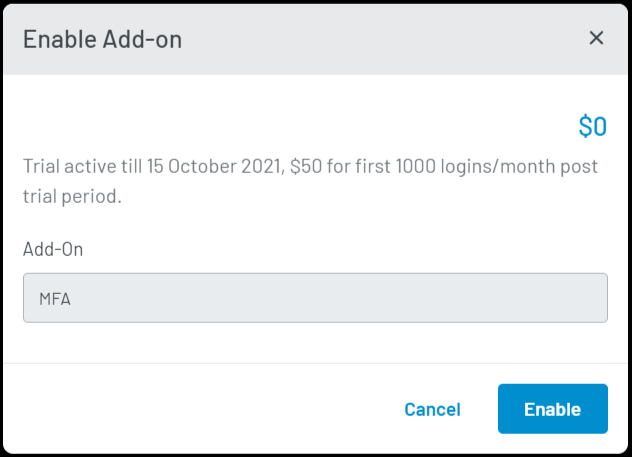 Enable Add-on
$0
Trial active till 15 October 2021, $50 for first 1000 logins/month post
trial period.
Add-On
MFA
Cancel
Enable